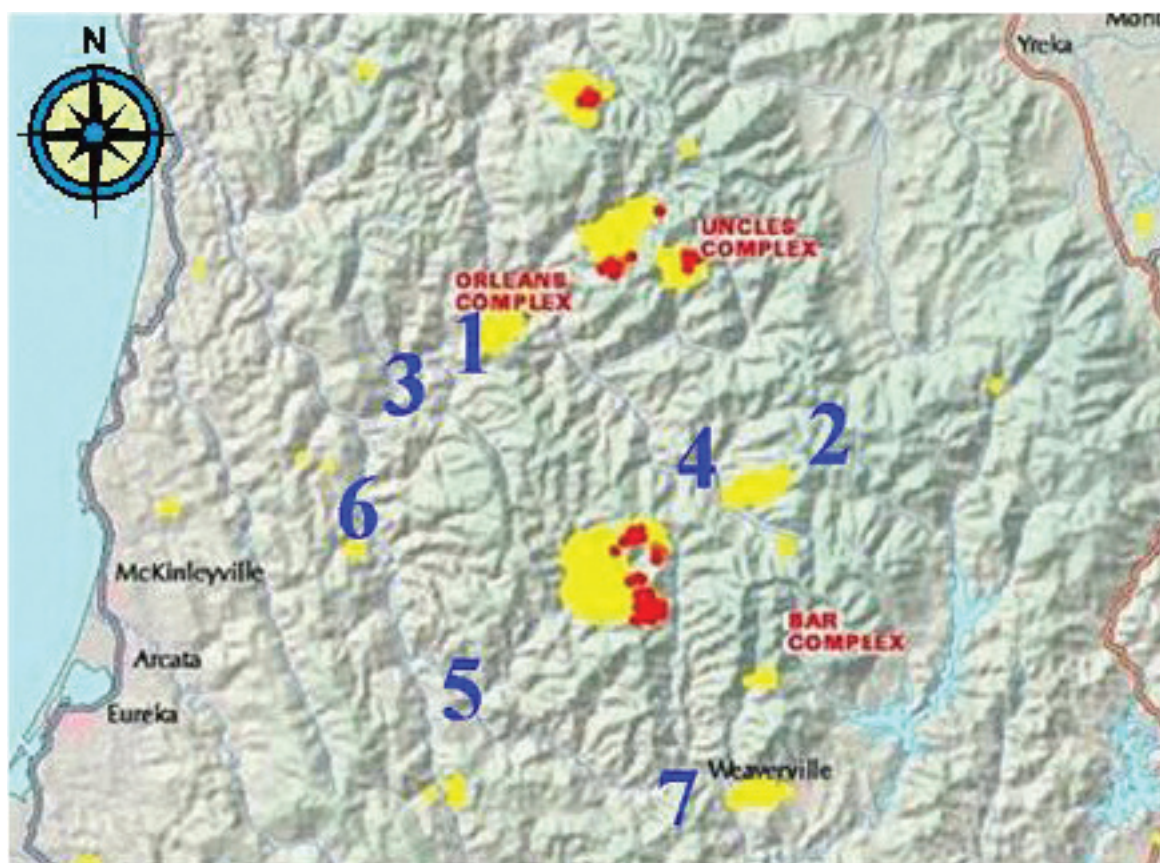 N
Yreka
UNCLES
COMPLEX
ORLEANS
COMPLEX
1
3
2
4
6
McKinleyville
BAR
COMPLEX
Arcata
5
Eureka
Weaverville
7